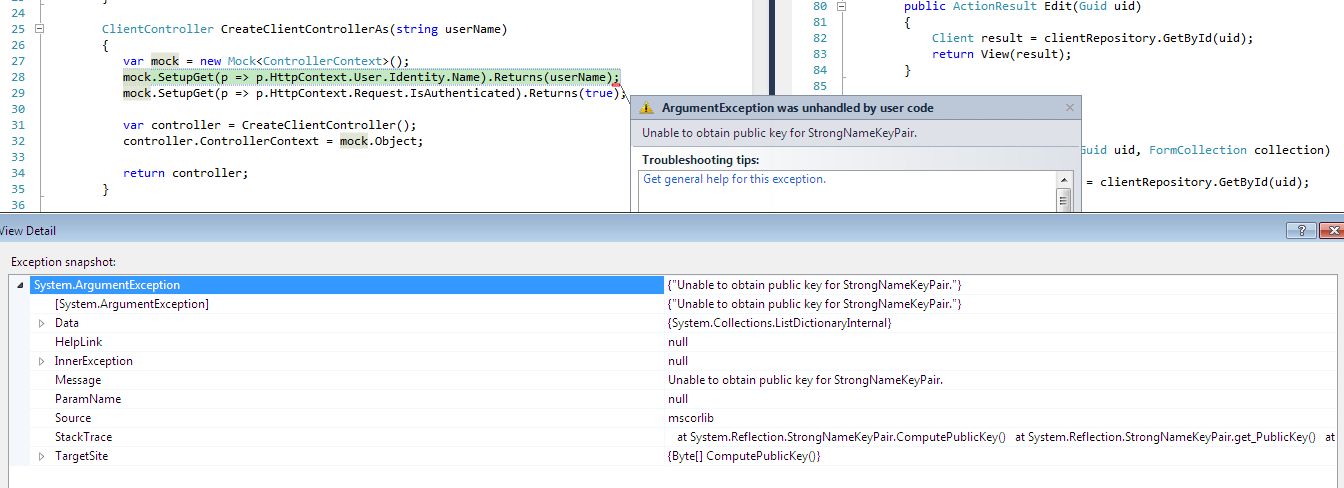 24
25 ClientController CreateClientControllerAs(string userName)
26 {
27 var mock = new Mock<ControllerContext>();
28 mock.SetupGet(p => p.HttpContext.User.Identity.Name).Returns(userName);
29 mock.SetupGet(p => p.HttpContext.Request.IsAuthenticated).Returns(true);
30
31 var controller = CreateClientController();
32 controller.ControllerContext = mock.Object;
33
34 return controller;
35 }
36
80 public ActionResult Edit(Guid uid)
81 {
82 Client result = clientRepository.GetById(uid);
83 return View(result);
84 }
85
Guid uid, FormCollection collection)
= clientRepository.GetById(uid);
ArgumentException was unhandled by user code
Unable to obtain public key for StrongNameKeyPair.
Troubleshooting tips:
Get general help for this exception.
View Detail
Exception snapshot:
System.ArgumentException {"Unable to obtain public key for StrongNameKeyPair."}
[System.ArgumentException] {"Unable to obtain public key for StrongNameKeyPair."}
Data {System.Collections.ListDictionaryInternal}
HelpLink null
InnerException null
Message Unable to obtain public key for StrongNameKeyPair.
ParamName null
Source mscorlib
StackTrace at System.Reflection.StrongNameKeyPair.ComputePublicKey() at System.Reflection.StrongNameKeyPair.get_PublicKey() at
TargetSite {Byte[] ComputePublicKey()}